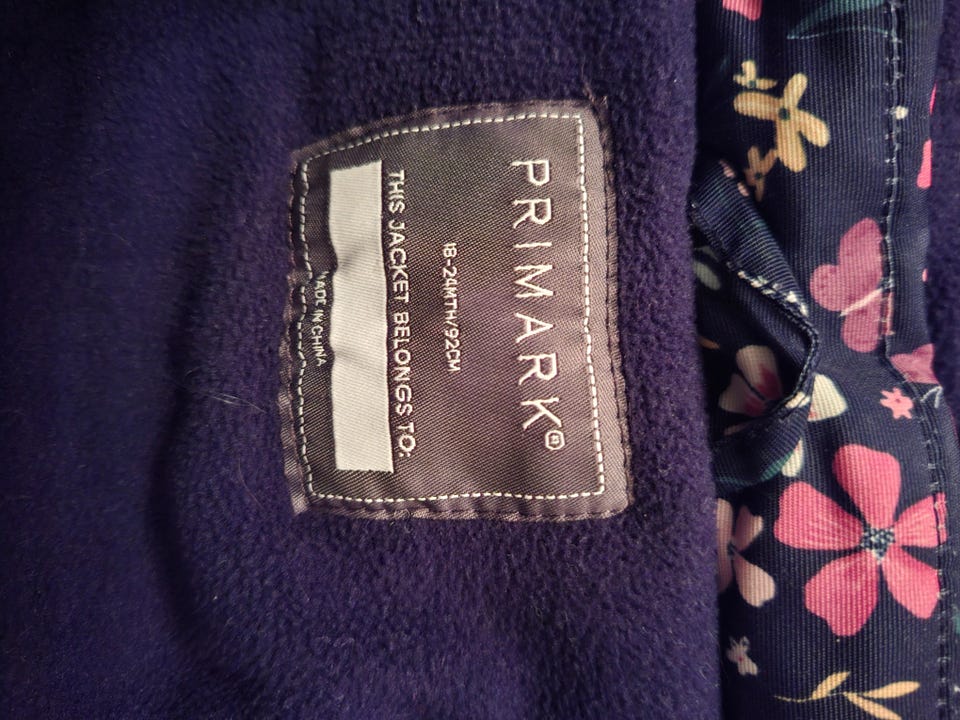 PRIMARK®
18-24MTH/92CM
THIS JACKET BELONGS TO:
MADE IN CHINA